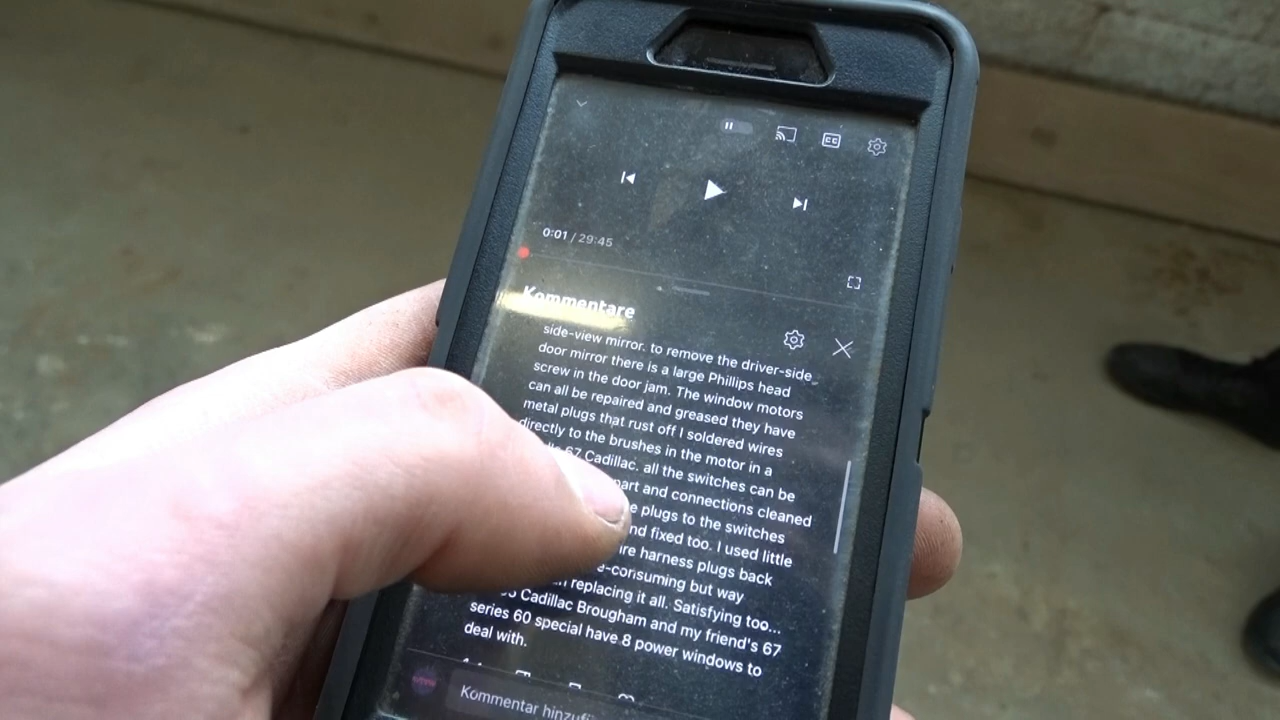 CC
0:01 / 29:45
Kommentare
side-view mirror. to remove the driver-side
door mirror there is a large Phillips head
screw in the door jam. The window motors
can all be repaired and greased they have
metal plugs that rust off I soldered wires
directly to the brushes in the motor in a
67 Cadillac. all the switches can be
and connections cleaned
plugs to the switches
fixed too. I used little
harness plugs back
but way
replacing it all. Satisfying too...
Cadillac Brougham and my friend's 67
series 60 special have 8 power windows to
deal with.
Kommentar